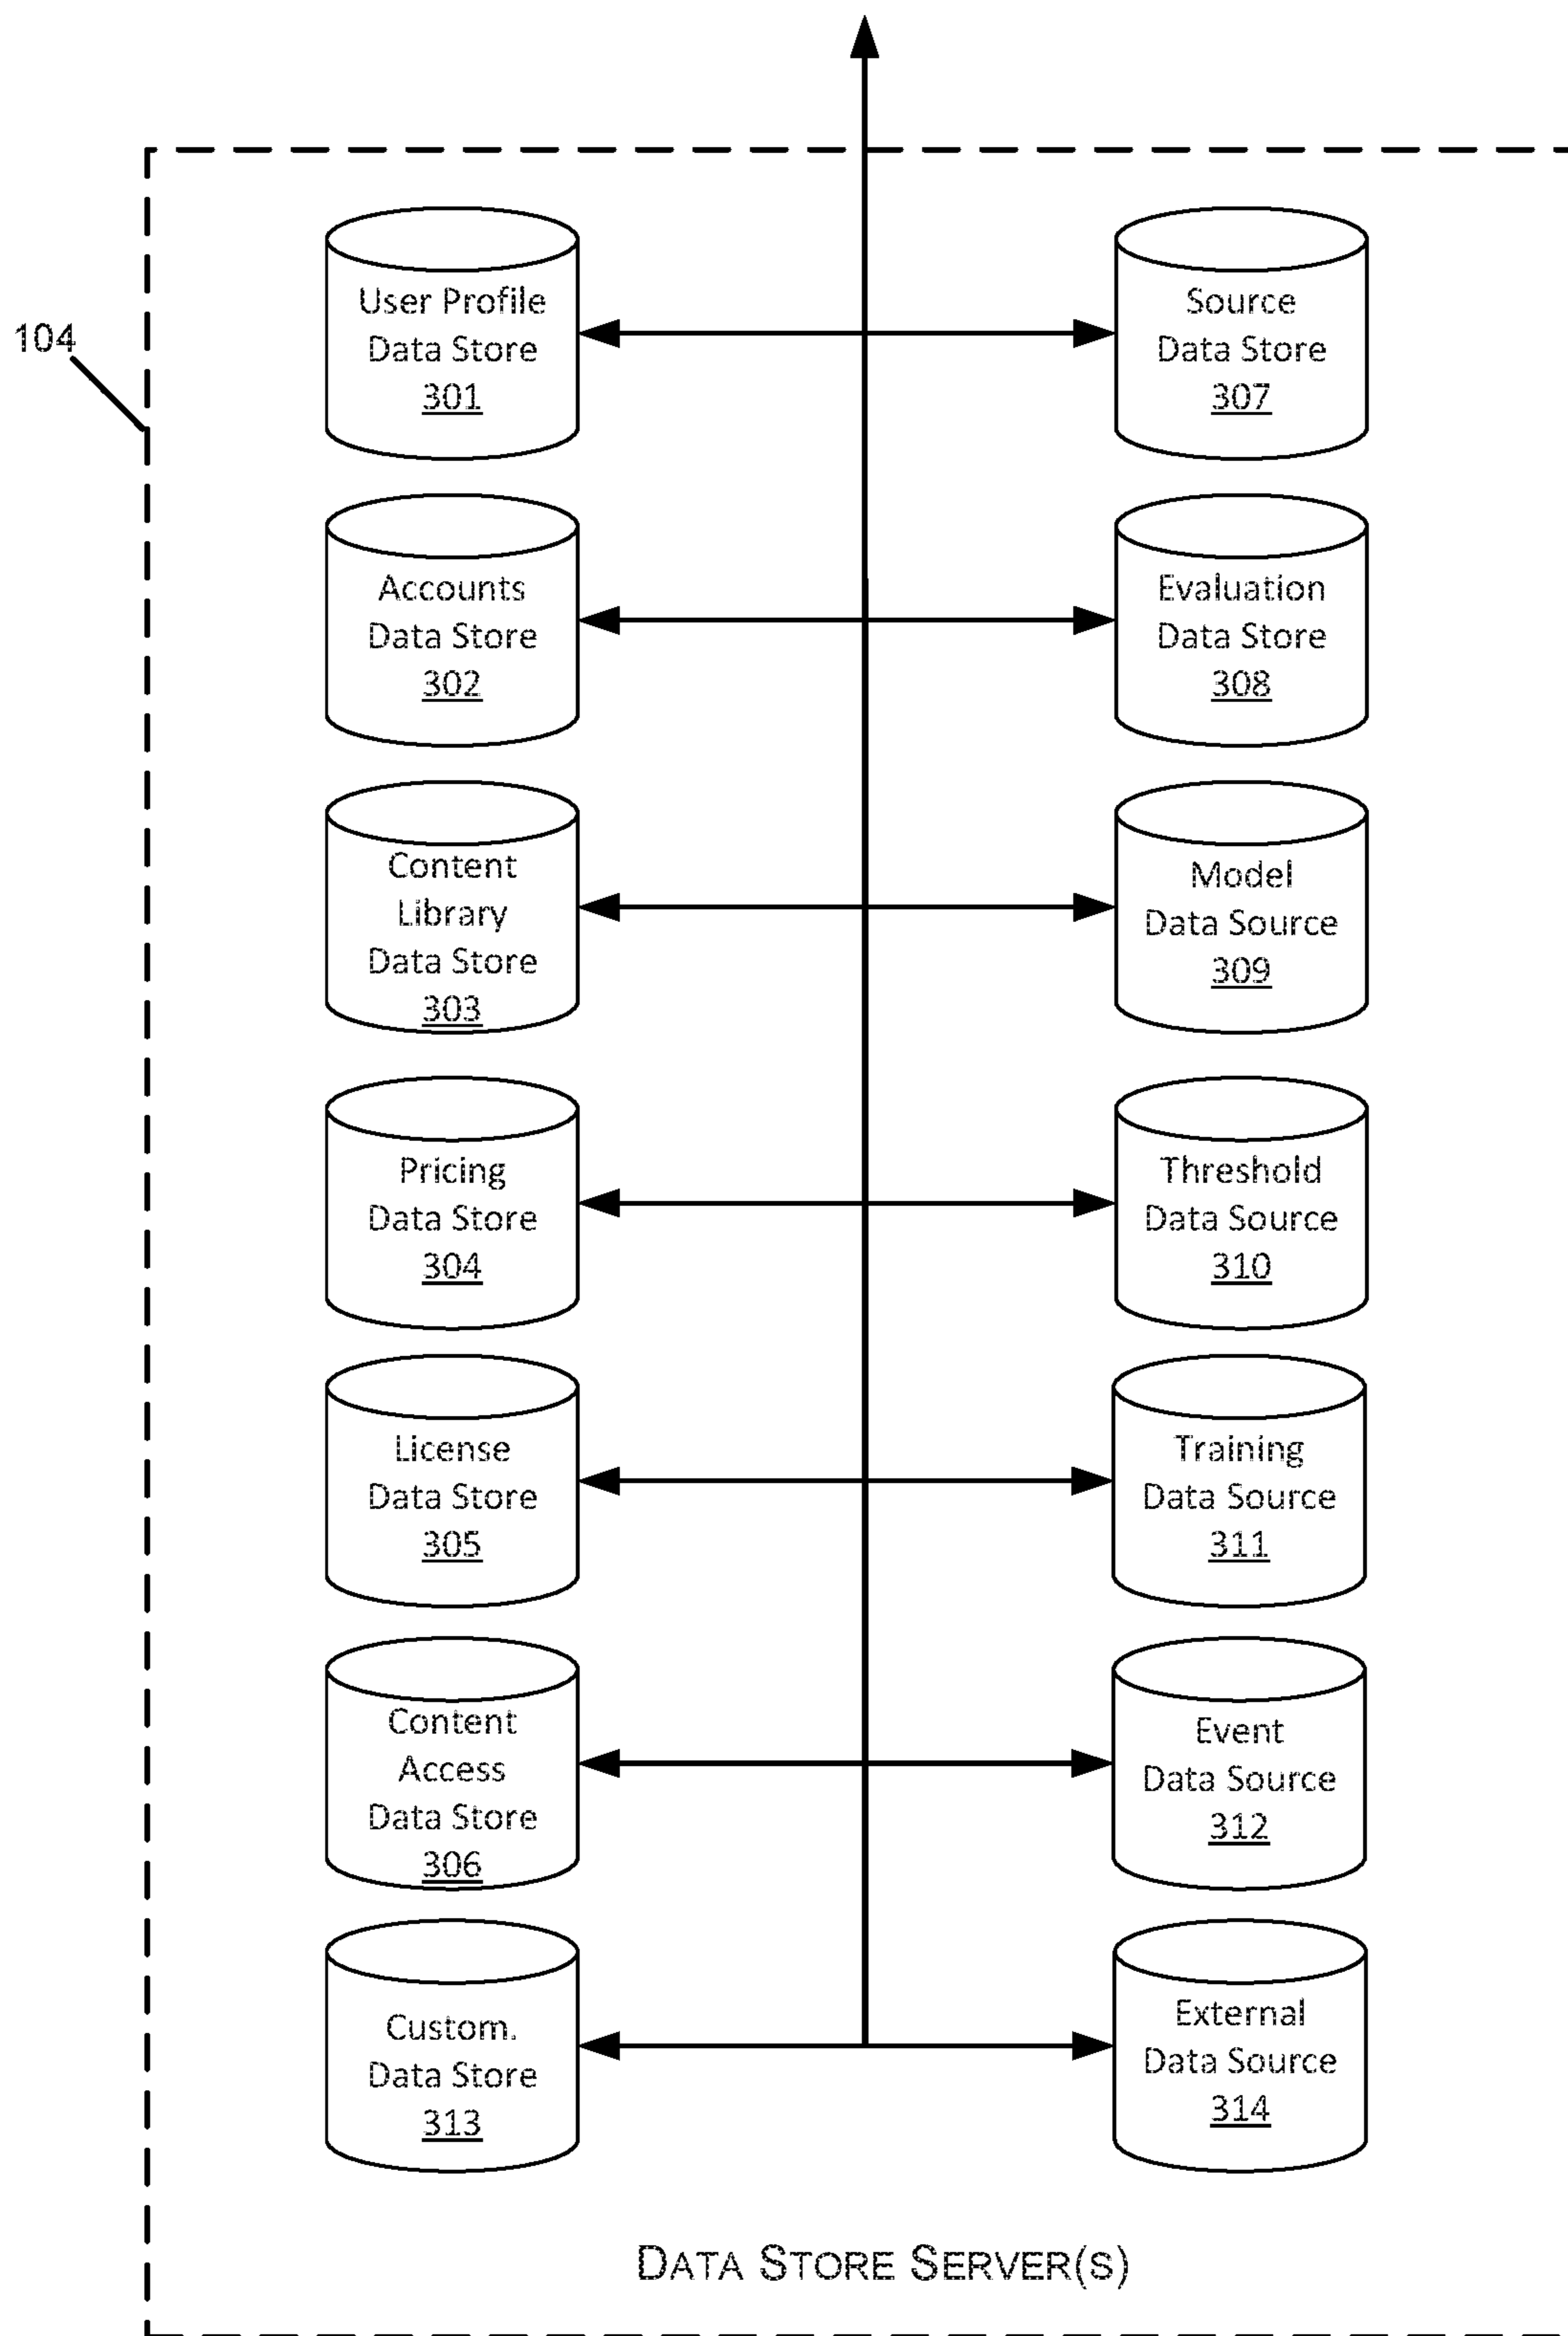 104
User Profile
Data Store
301
Source
Data Store
307
Accounts
Data Store
302
Evaluation
Data Store
308
Content
Library
Data Store
303
Model
Data Source
309
Pricing
Data Store
304
Threshold
Data Source
310
License
Data Store
305
Training
Data Source
311
Content
Access
Data Store
306
Event
Data Source
312
Custom.
Data Store
313
External
Data Source
314
DATA STORE SERVER(S)